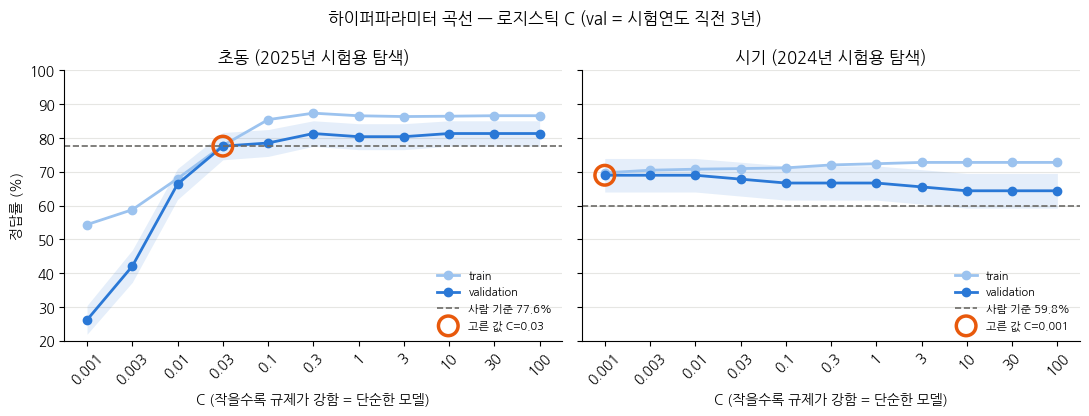 하이퍼파라미터 곡선 — 로지스틱 C (val = 시험연도 직전 3년)
초동 (2025년 시험용 탐색)
시기 (2024년 시험용 탐색)
정답률 (%)
100
90
80
70
60
50
40
30
20
train
validation
사람 기준 77.6%
고른 값 C=0.03
train
validation
사람 기준 59.8%
고른 값 C=0.001
0.001 0.003 0.01 0.03 0.1 0.3 1 3 10 30 100
0.001 0.003 0.01 0.03 0.1 0.3 1 3 10 30 100
C (작을수록 규제가 강함 = 단순한 모델)
C (작을수록 규제가 강함 = 단순한 모델)